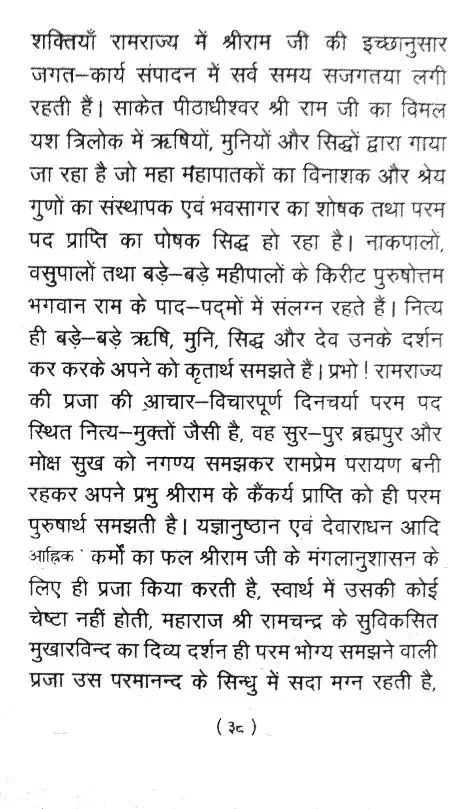 शक्तियाँ रामराज्य में श्रीराम जी की इच्छानुसार
जगत–कार्य संपादन में सर्व समय सजगतया लगी
रहती हैं। साकेत पीठाधीश्वर श्री राम जी का विमल
यश त्रिलोक में ऋषियों, मुनियों और सिद्धों द्वारा गाया
जा रहा है जो महा महापातकों का विनाशक और श्रेय
गुणों का संस्थापक एवं भवसागर का शोषक तथा परम
पद प्राप्ति का पोषक सिद्ध हो रहा है। नाकपालों,
वसुपालों तथा बड़े–बड़े महीपालों के किरीट पुरुषोत्तम
भगवान राम के पाद–पद्मों में संलग्न रहते हैं। नित्य
ही बड़े–बड़े ऋषि, मुनि, सिद्ध और देव उनके दर्शन
कर करके अपने को कृतार्थ समझते हैं। प्रभो ! रामराज्य
की प्रजा की आचार–विचारपूर्ण दिनचर्या परम पद
स्थित नित्य–मुक्तों जैसी है, वह सुर–पुर ब्रह्मपुर और
मोक्ष सुख को नगण्य समझकर रामप्रेम परायण बनी
रहकर अपने प्रभु श्रीराम के कैंकर्य प्राप्ति को ही परम
पुरुषार्थ समझती है। यज्ञानुष्ठान एवं देवाराधन आदि
आह्निक कर्मों का फल श्रीराम जी के मंगलानुशासन के
लिए ही प्रजा किया करती है, स्वार्थ में उसकी कोई
चेष्टा नहीं होती, महाराज श्री रामचन्द्र के सुविकसित
मुखारविन्द का दिव्य दर्शन ही परम भोग्य समझने वाली
प्रजा उस परमानन्द के सिन्धु में सदा मग्न रहती है,
(३८)